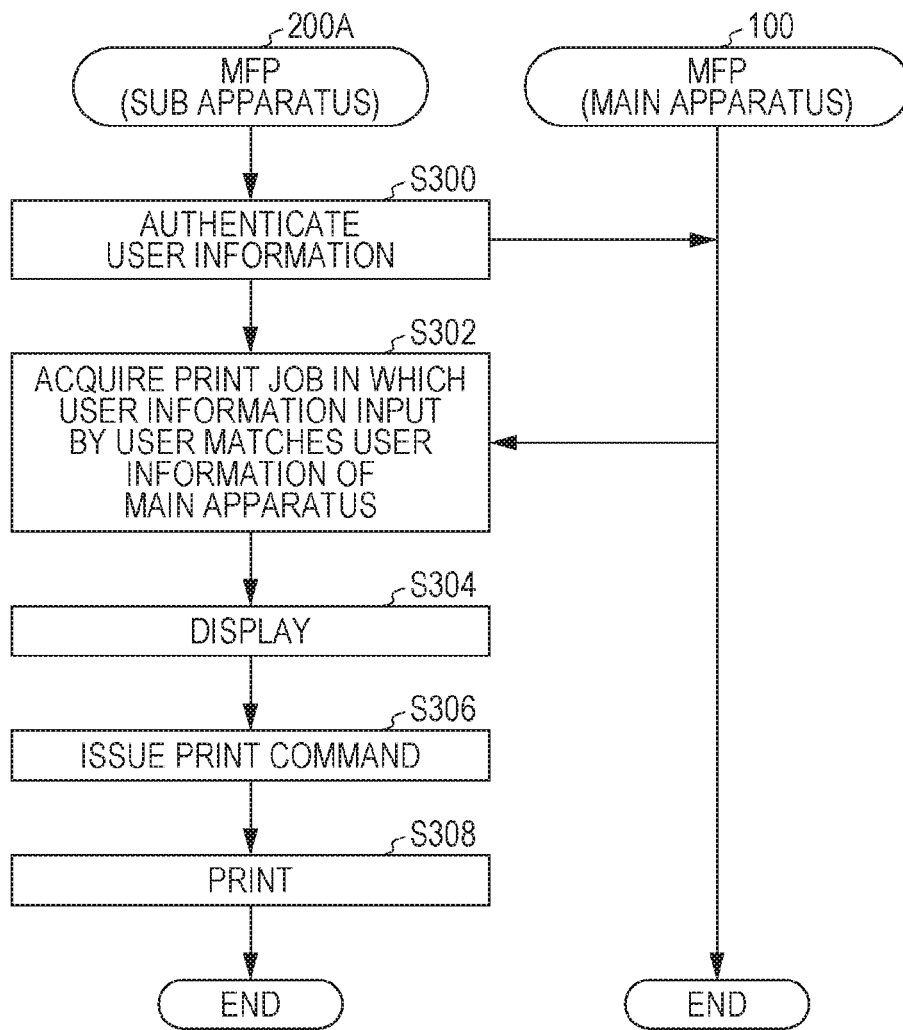 200A
MFP
(SUB APPARATUS)
100
MFP
(MAIN APPARATUS)
S300
AUTHENTICATE
USER INFORMATION
S302
ACQUIRE PRINT JOB IN WHICH
USER INFORMATION INPUT
BY USER MATCHES USER
INFORMATION OF
MAIN APPARATUS
S304
DISPLAY
S306
ISSUE PRINT COMMAND
S308
PRINT
END
END